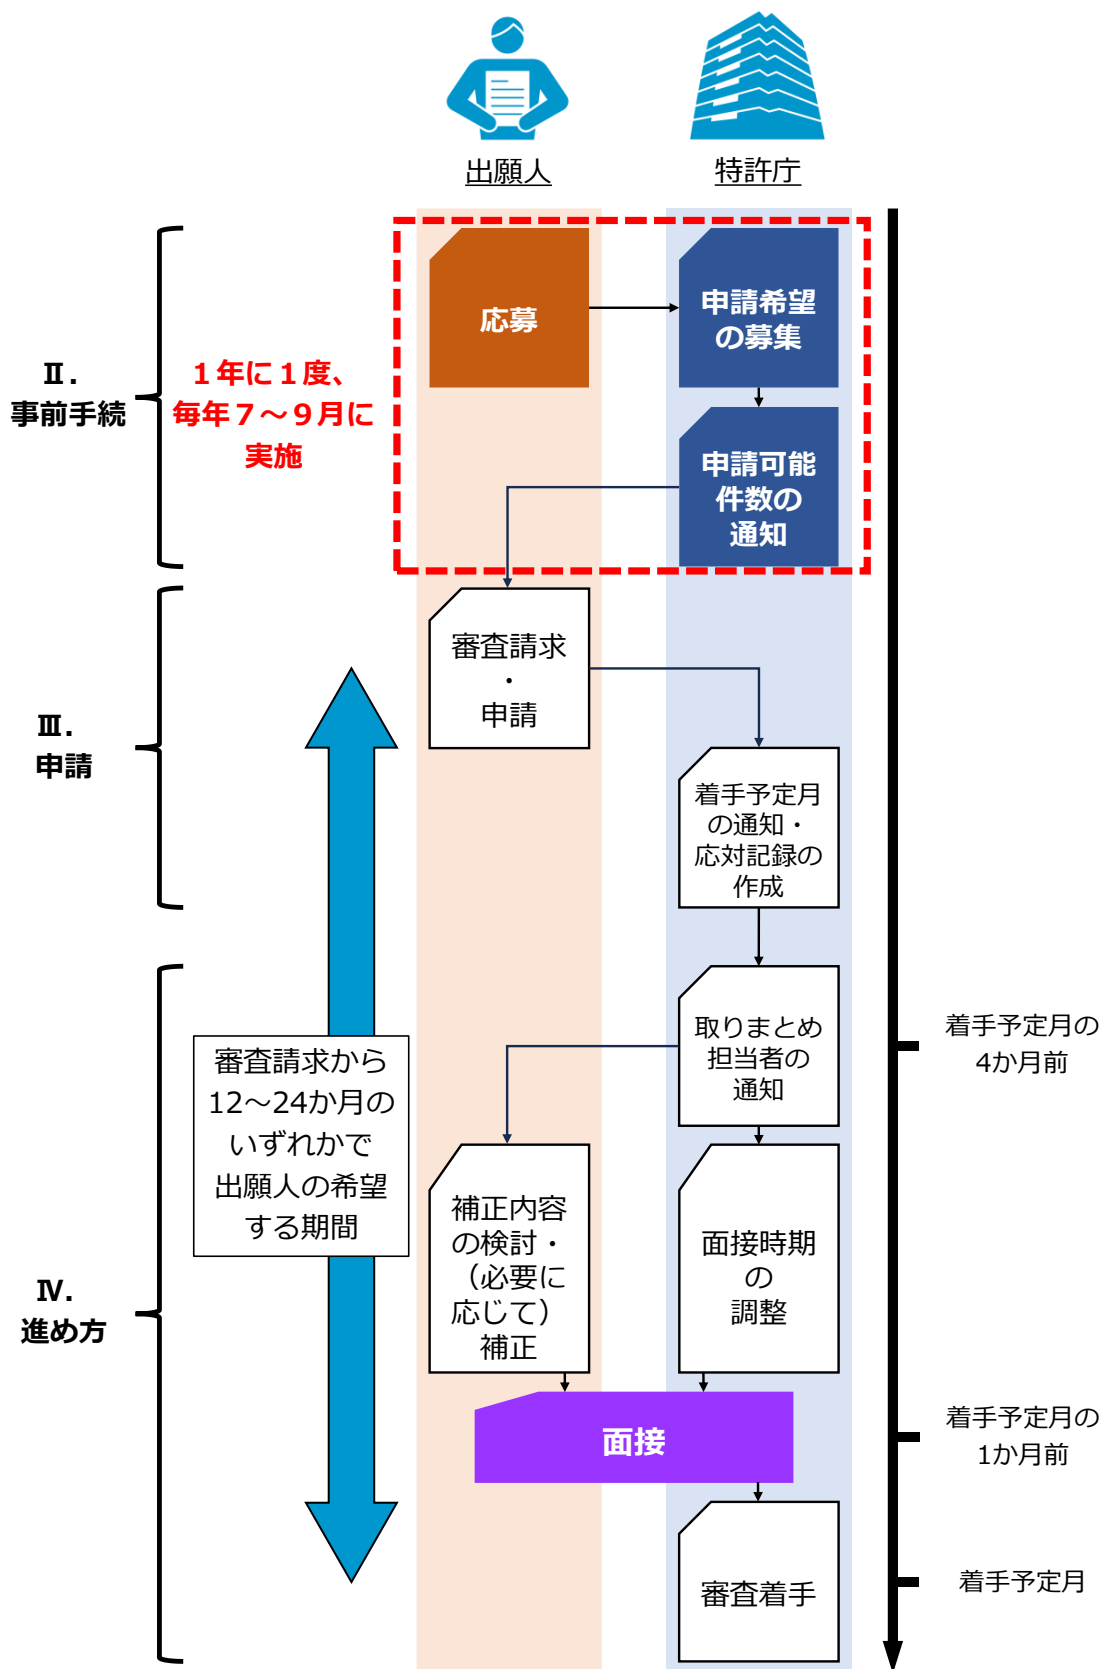 出願人
特許庁
Ⅱ．
事前手続
１年に１度、
毎年７～９月に
実施
応募
申請希望
の募集
申請可能
件数の
通知
Ⅲ．
申請
審査請求
・
申請
着手予定月
の通知・
応対記録の
作成
Ⅳ．
進め方
審査請求から
12～24か月の
いずれかで
出願人の希望
する期間
取りまとめ
担当者の
通知
着手予定月の
4か月前
補正内容
の検討・
（必要に
応じて）
補正
面接時期
の
調整
面接
着手予定月の
1か月前
審査着手
着手予定月